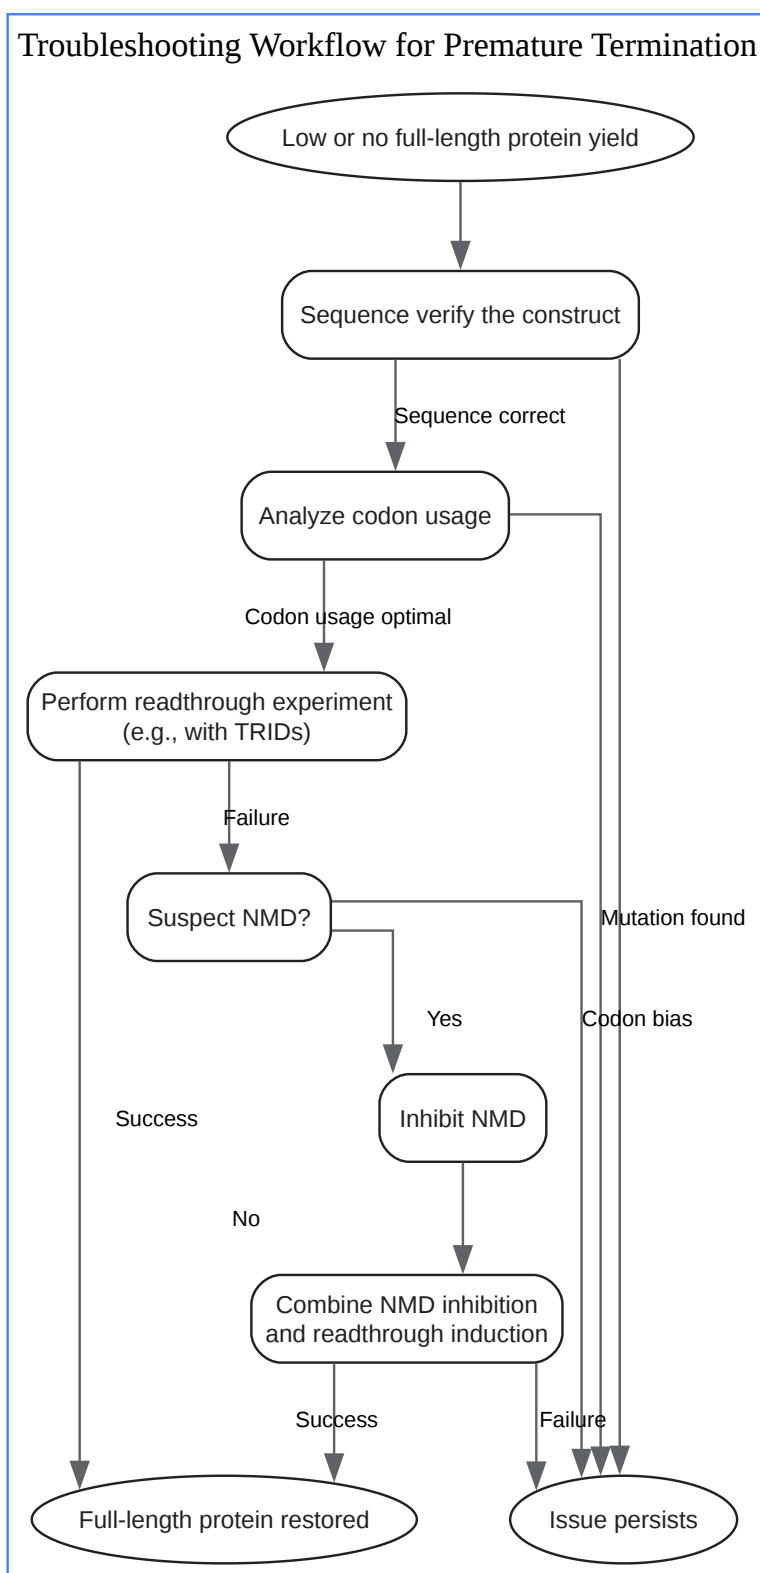 Troubleshooting Workflow for Premature Termination
Low or no full-length protein yield
Sequence verify the construct
Sequence correct
Analyze codon usage
Codon usage optimal
Perform readthrough experiment
(e.g., with TRIDs)
Failure
Suspect NMD?
Mutation found
Yes
Codon bias
Success
Inhibit NMD
No
Combine NMD inhibition
and readthrough induction
Success
Failure
Full-length protein restored
Issue persists